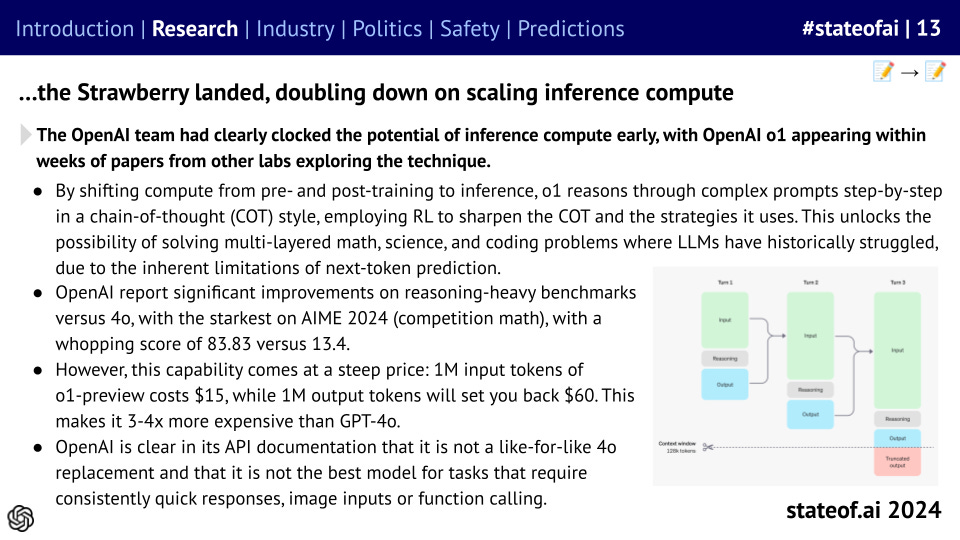 Introduction | Research | Industry | Politics | Safety | Predictions
#stateofai | 13
...the Strawberry landed, doubling down on scaling inference compute
The OpenAI team had clearly clocked the potential of inference compute early, with OpenAI o1 appearing within
weeks of papers from other labs exploring the technique.
● By shifting compute from pre- and post-training to inference, o1 reasons through complex prompts step-by-step
in a chain-of-thought (COT) style, employing RL to sharpen the COT and the strategies it uses. This unlocks the
possibility of solving multi-layered math, science, and coding problems where LLMs have historically struggled,
due to the inherent limitations of next-token prediction.
● OpenAI report significant improvements on reasoning-heavy benchmarks
versus 4o, with the starkest on AIME 2024 (competition math), with a
whopping score of 83.83 versus 13.4.
● However, this capability comes at a steep price: 1M input tokens of
o1-preview costs $15, while 1M output tokens will set you back $60. This
makes it 3-4x more expensive than GPT-4o.
● OpenAI is clear in its API documentation that it is not a like-for-like 4o
replacement and that it is not the best model for tasks that require
consistently quick responses, image inputs or function calling.
Turn 1
Turn 2
Turn 3
Input
Input
Input
Reasoning
Output
Reasoning
Output
Reasoning
Output
Context window
128k tokens
Truncated
output
stateof.ai 2024